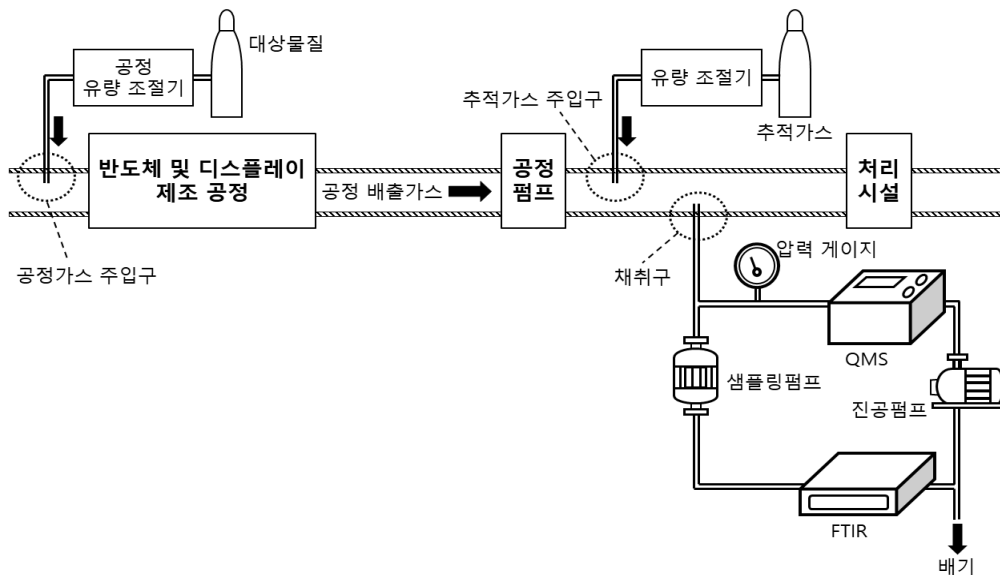 대상물질
공정
유량 조절기
유량 조절기
추적가스 주입구
추적가스
반도체 및 디스플레이
제조 공정
공정 배출가스
공정
펌프
처리
시설
공정가스 주입구
채취구
압력 게이지
QMS
샘플링펌프
진공펌프
FTIR
배기